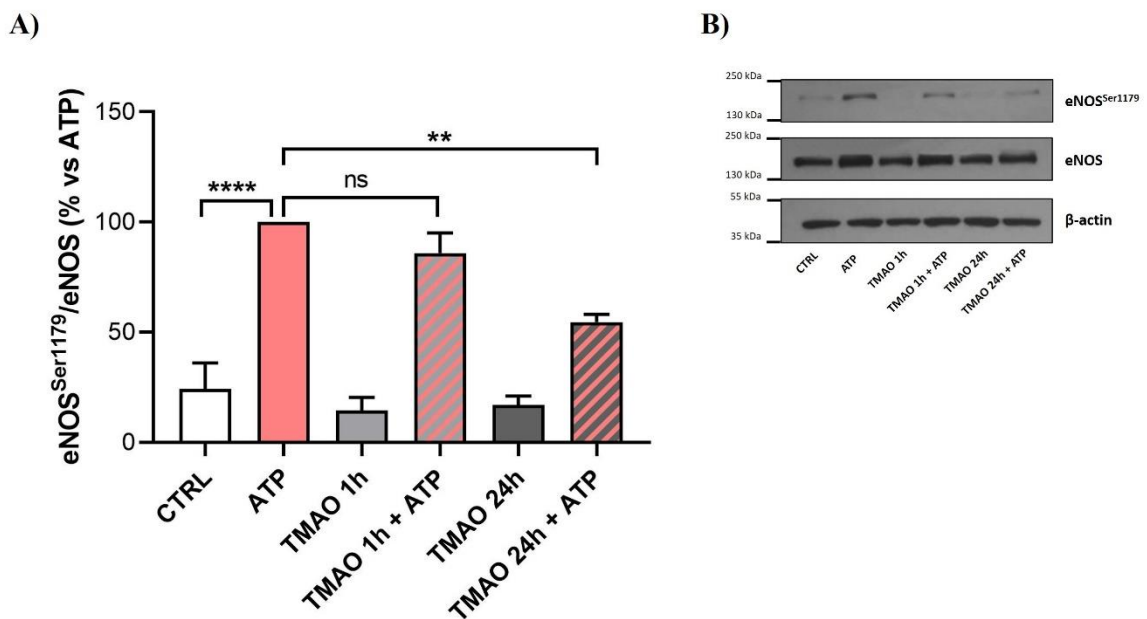 A)
eNOS^Ser1179/eNOS (% vs ATP)
150
100
50
0
****
ns
**
CTRL
ATP
TMAO 1h
TMAO 1h + ATP
TMAO 24h
TMAO 24h + ATP
B)
250 kDa
130 kDa
eNOS^Ser1179
250 kDa
130 kDa
eNOS
55 kDa
35 kDa
β-actin
CTRL
ATP
TMAO 1h
TMAO 1h + ATP
TMAO 24h
TMAO 24h + ATP